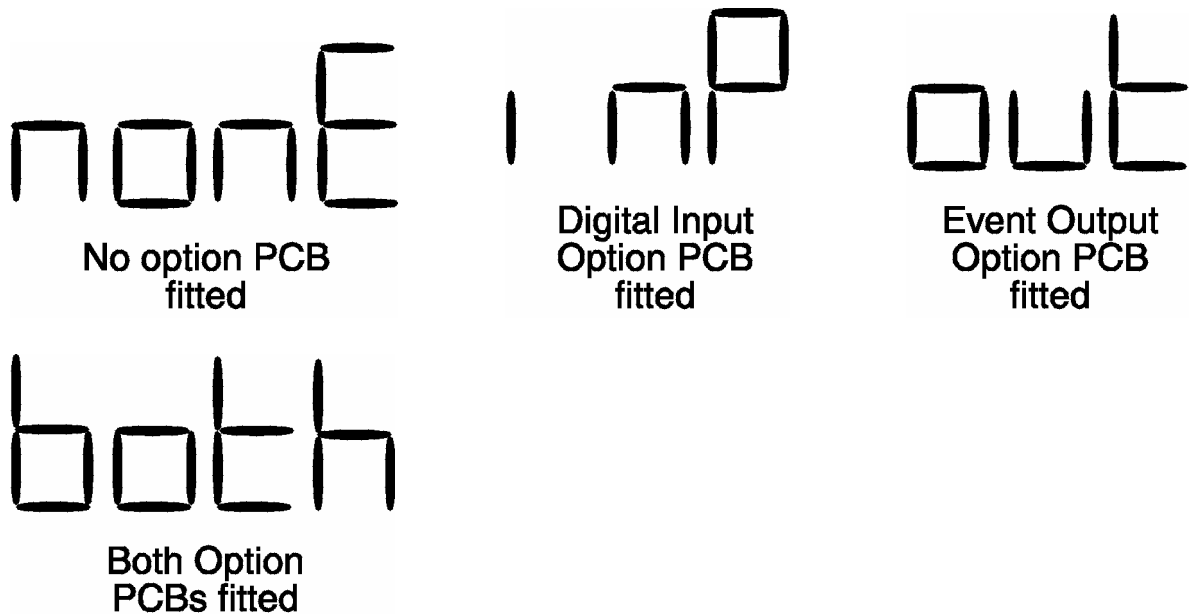 nonE
No option PCB
fitted
inP
Digital Input
Option PCB
fitted
out
Event Output
Option PCB
fitted
both
Both Option
PCBs fitted